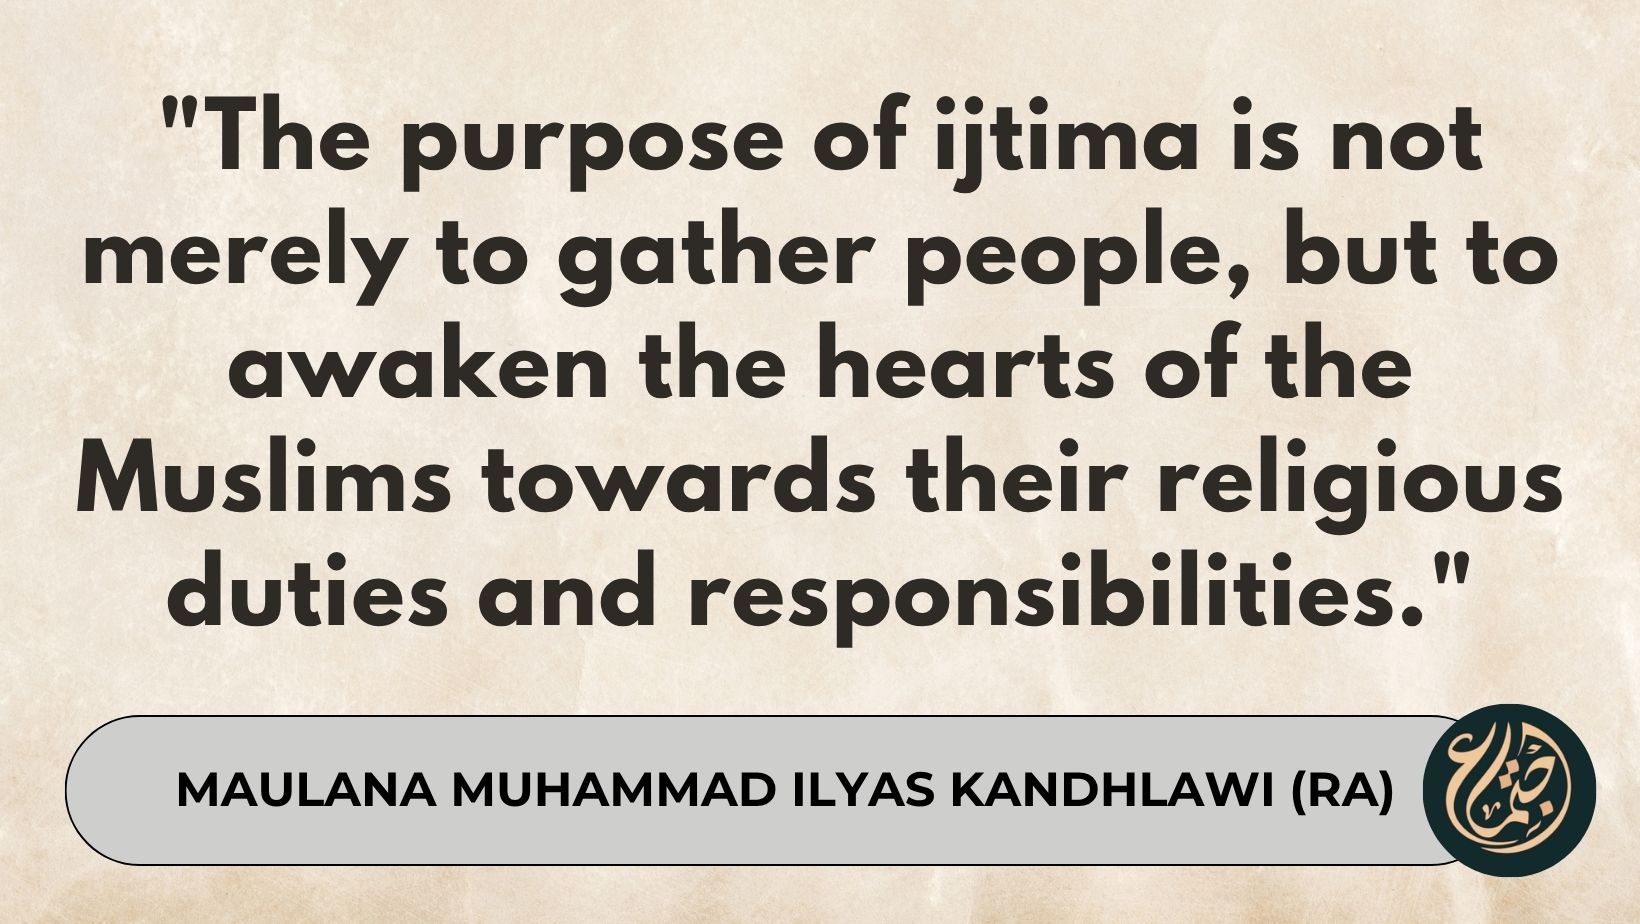 "The purpose of ijtima is not
merely to gather people, but to
awaken the hearts of the
Muslims towards their religious
duties and responsibilities."
MAULANA MUHAMMAD ILYAS KANDHLAWI (RA)
اجتماع